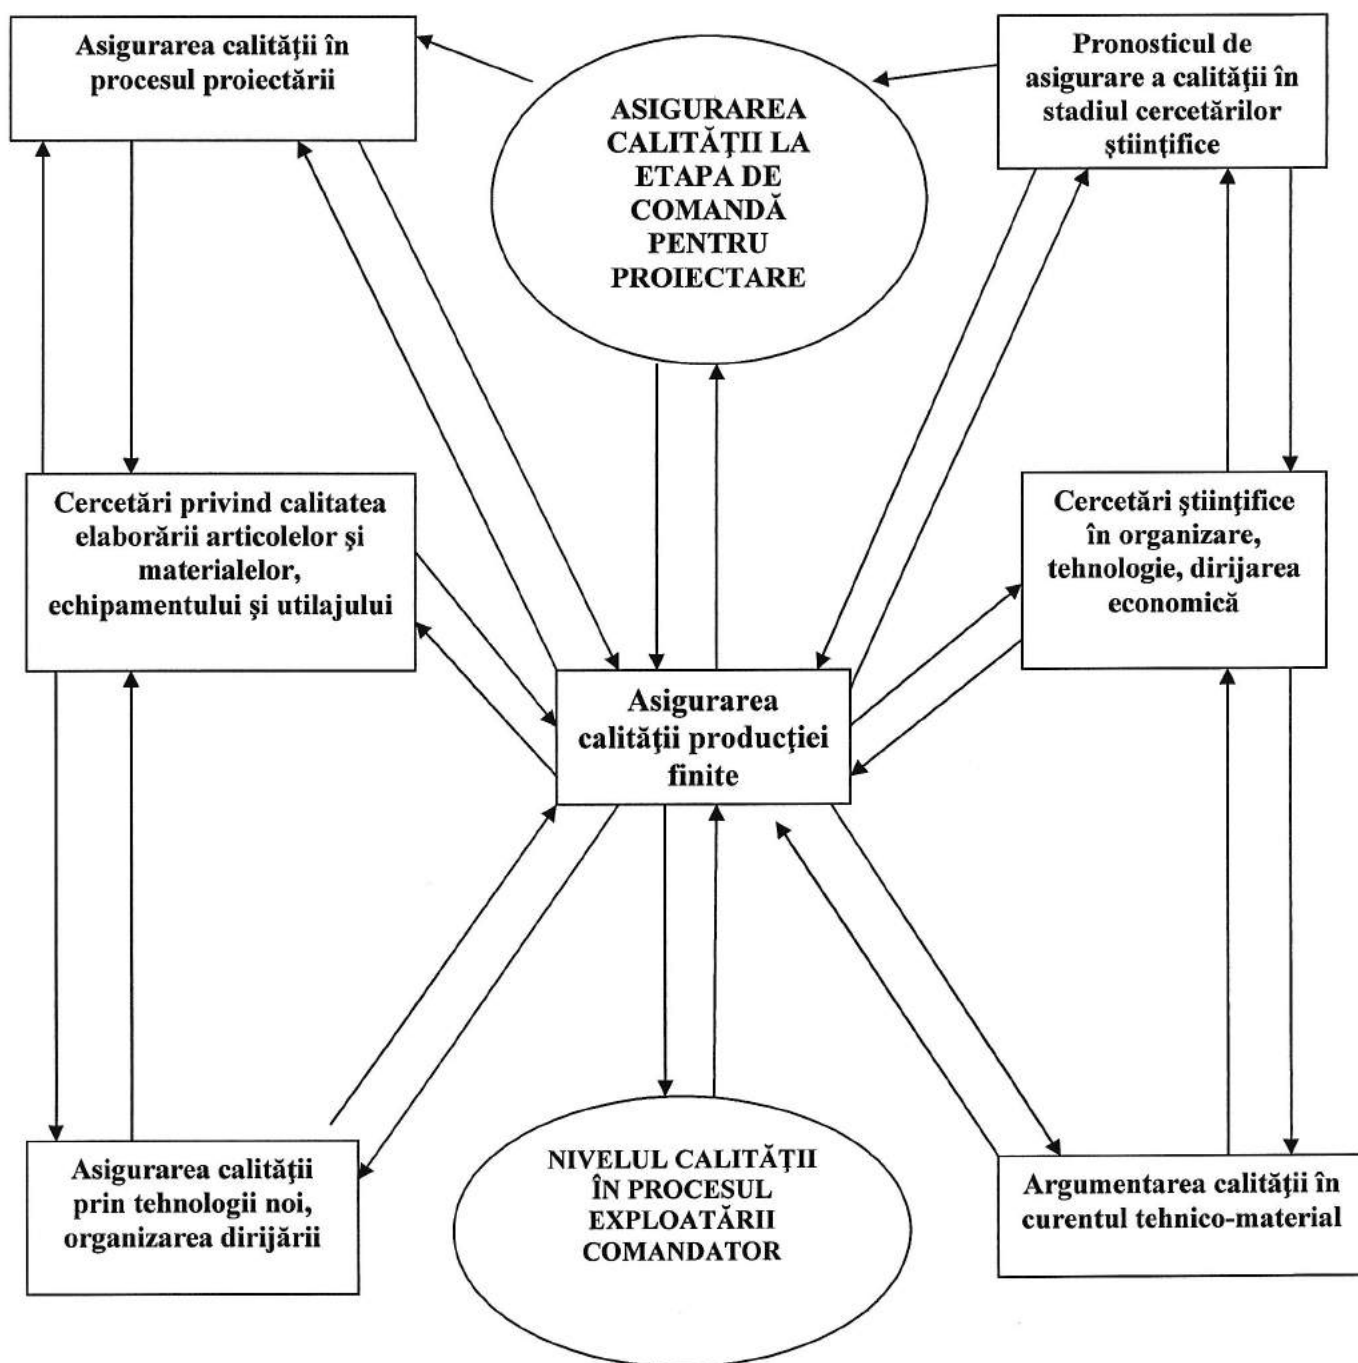 Asigurarea calităţii în
procesul proiectării
ASIGURAREA
CALITĂŢII LA
ETAPA DE
COMANDĂ
PENTRU
PROIECTARE
Pronosticul de
asigurare a calităţii în
stadiul cercetărilor
ştiinţifice
Cercetări privind calitatea
elaborării articolelor şi
materialelor,
echipamentului şi utilajului
Cercetări ştiinţifice
în organizare,
tehnologie, dirijarea
economică
Asigurarea
calităţii producţiei
finite
Asigurarea calităţii
prin tehnologii noi,
organizarea dirijării
NIVELUL CALITĂŢII
ÎN PROCESUL
EXPLOATĂRII
COMANDATOR
Argumentarea calităţii în
curentul tehnico-material